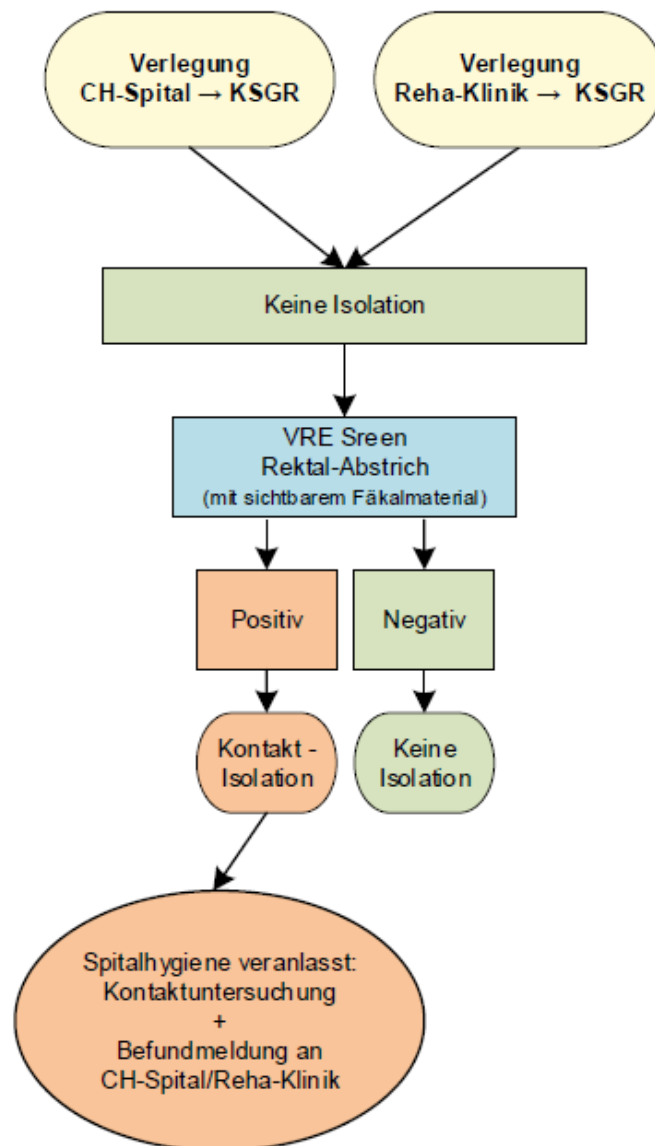 Verlegung
CH-Spital → KSGR
Verlegung
Reha-Klinik → KSGR
Keine Isolation
VRE Sreen
Rektal-Abstrich
(mit sichtbarem Fäkalmaterial)
Positiv
Negativ
Kontakt -
Isolation
Keine
Isolation
Spitalhygiene veranlasst:
Kontaktuntersuchung
+
Befundmeldung an
CH-Spital/Reha-Klinik